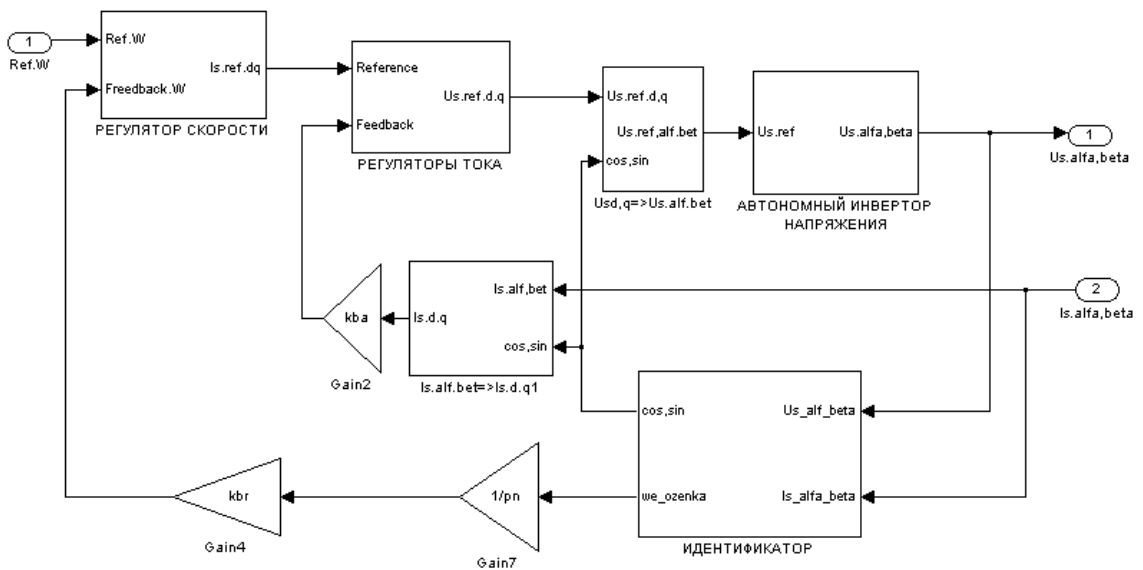 1
Ref.W
Ref.W
Is.ref.dq
Freedback.W
РЕГУЛЯТОР СКОРОСТИ
Reference
Us.ref.d.q
Feedback
РЕГУЛЯТОРЫ ТОКА
Us.ref.d,q
Us.ref,alf.bet
cos,sin
Usd,q=>Us.alf.bet
Us.ref
Us.alfa,beta
АВТОНОМНЫЙ ИНВЕРТОР
НАПРЯЖЕНИЯ
1
Us.alfa,beta
kba
Gain2
Is.alf,bet
Is.d.q
cos,sin
Is.alf.bet=>Is.d.q1
2
Is.alfa,beta
cos,sin
Us_alf_beta
we_ozenka
Is_alfa_beta
ИДЕНТИФИКАТОР
kbr
Gain4
1/pn
Gain7